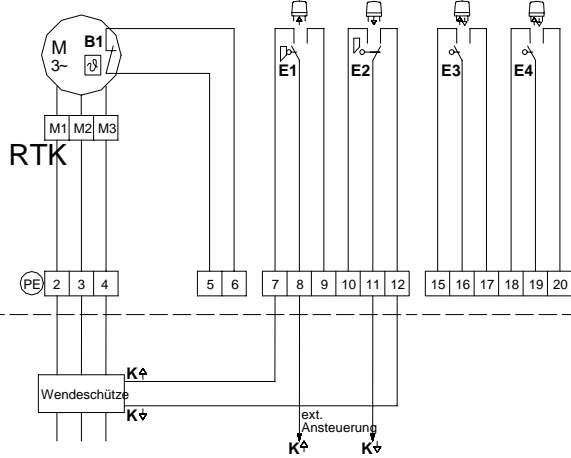 M
3~
B1
ϑ
E1
E2
E3
E4
M1 M2 M3
RTK
PE 2 3 4 5 6 7 8 9 10 11 12 15 16 17 18 19 20
K
Wendeschütze
K
ext.
Ansteuerung
K K